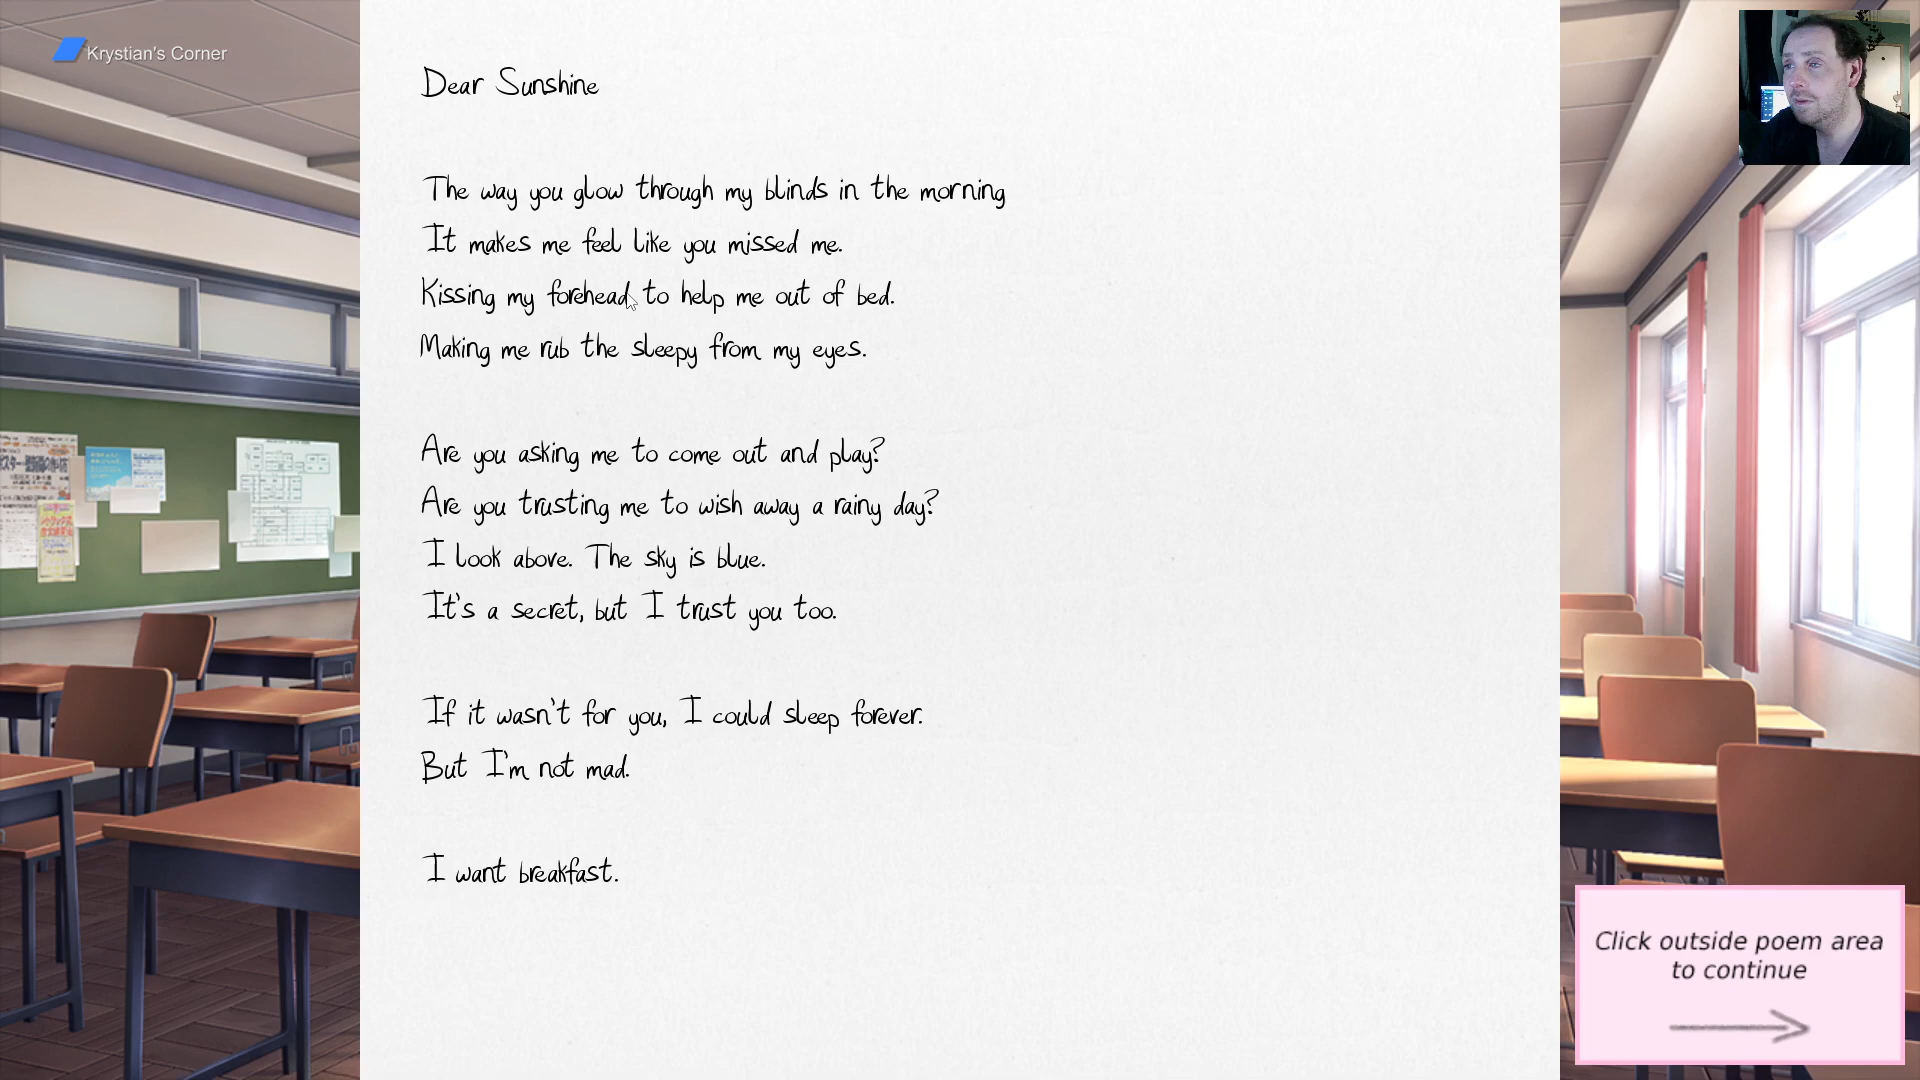 Krystian's Corner
Dear Sunshine
The way you glow through my blinds in the morning
It makes me feel like you missed me.
Kissing my forehead to help me out of bed.
Making me rub the sleepy from my eyes.
Are you asking me to come out and play?
Are you trusting me to wish away a rainy day?
I look above. The sky is blue.
It's a secret, but I trust you too.
If it wasn't for you, I could sleep forever.
But I'm not mad.
I want breakfast.
Click outside poem area
to continue